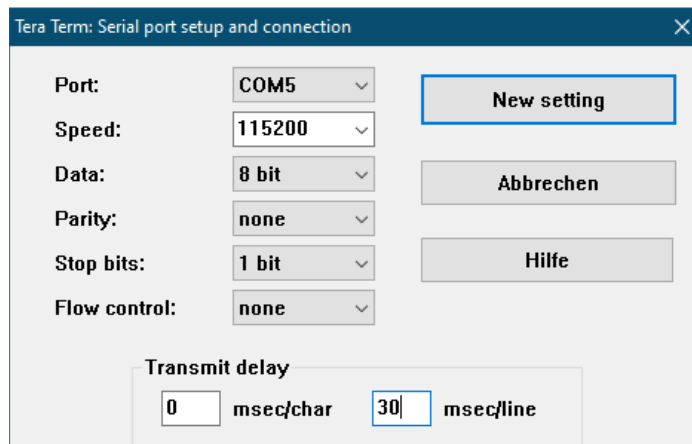 Tera Term: Serial port setup and connection
Port: COM5
New setting
Speed: 115200
Data: 8 bit
Abbrechen
Parity: none
Stop bits: 1 bit
Hilfe
Flow control: none
Transmit delay
0 msec/char 30 msec/line